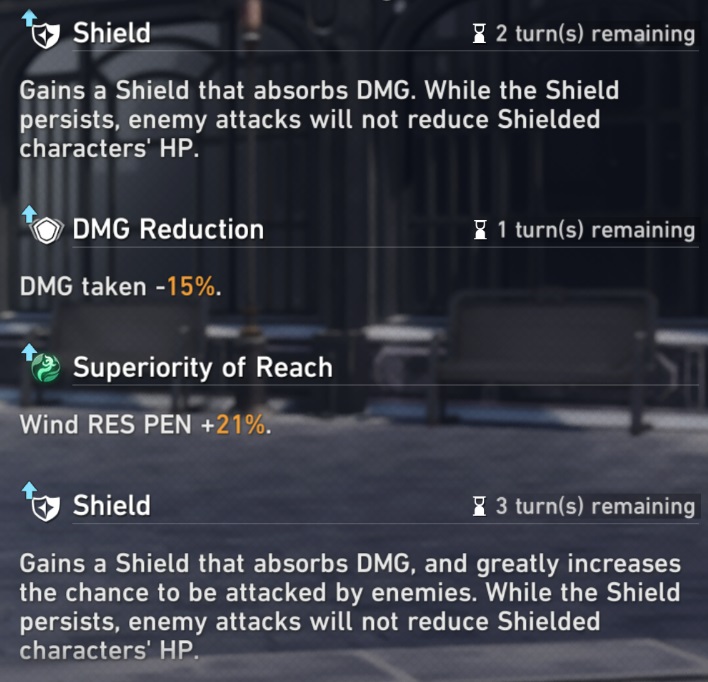 Shield 2 turn(s) remaining
Gains a Shield that absorbs DMG. While the Shield
persists, enemy attacks will not reduce Shielded
characters' HP.
DMG Reduction 1 turn(s) remaining
DMG taken -15%.
Superiority of Reach
Wind RES PEN +21%.
Shield 3 turn(s) remaining
Gains a Shield that absorbs DMG, and greatly increases
the chance to be attacked by enemies. While the Shield
persists, enemy attacks will not reduce Shielded
characters' HP.